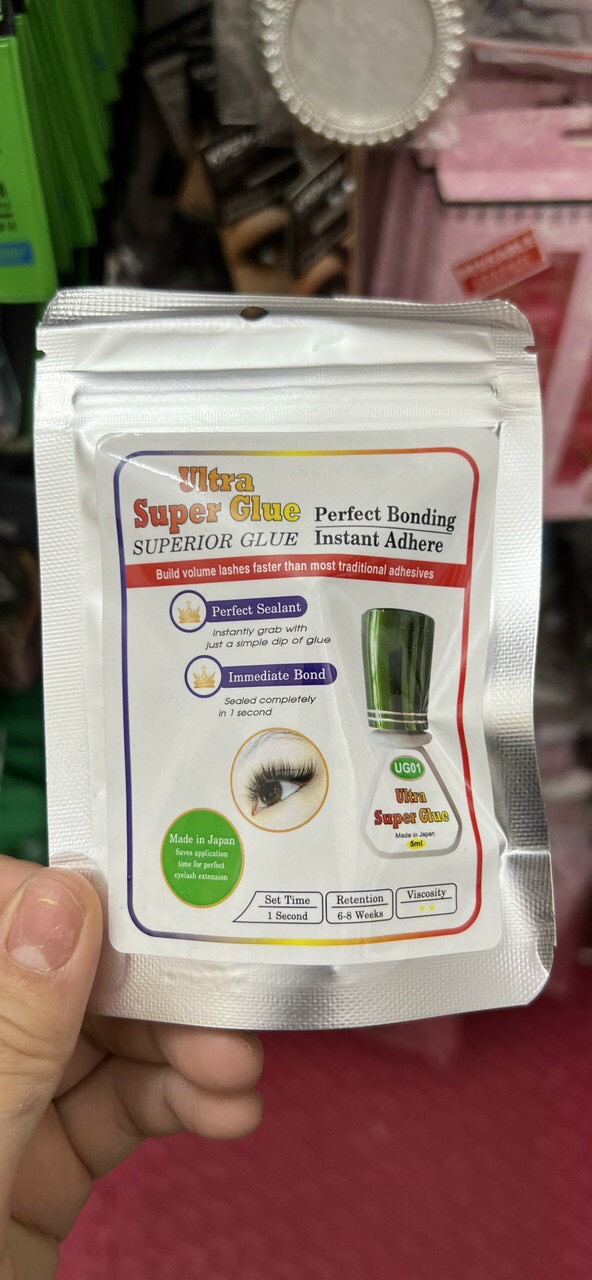 Ultra
Super Glue
SUPERIOR GLUE
Perfect Bonding
Instant Adhere
Build volume lashes faster than most traditional adhesives
Perfect Sealant
Instantly grab with
just a simple dip of glue
Immediate Bond
Sealed completely
in 1 second
UG01
Ultra
Super Glue
Made in Japan
5ml
Made in Japan
Saves application
time for perfect
eyelash extension
Set Time
1 Second
Retention
6-8 Weeks
Viscosity